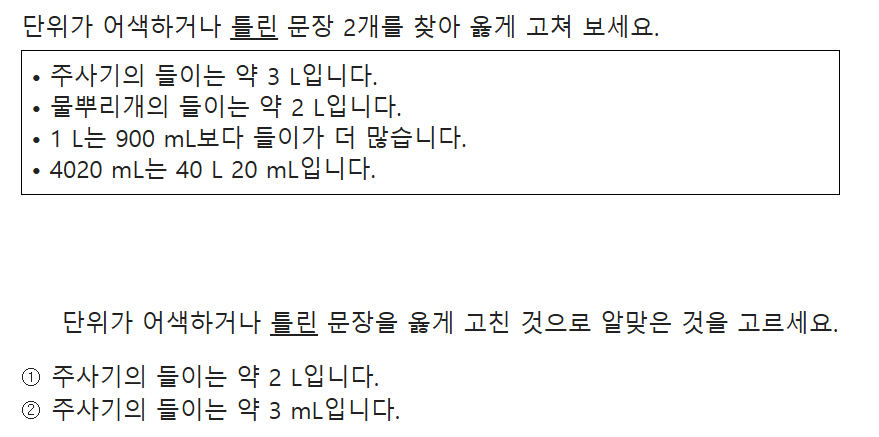 단위가 어색하거나 틀린 문장 2개를 찾아 옳게 고쳐 보세요.
• 주사기의 들이는 약 3 L입니다.
• 물뿌리개의 들이는 약 2 L입니다.
• 1 L는 900 mL보다 들이가 더 많습니다.
• 4020 mL는 40 L 20 mL입니다.
단위가 어색하거나 틀린 문장을 옳게 고친 것으로 알맞은 것을 고르세요.
① 주사기의 들이는 약 2 L입니다.
② 주사기의 들이는 약 3 mL입니다.